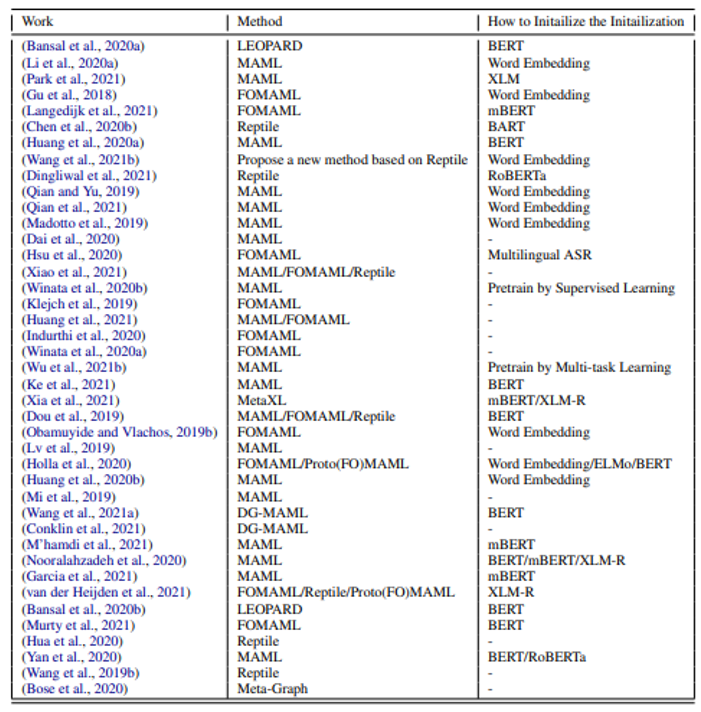 Work Method How to Initailize the Initailization
(Bansal et al., 2020a) LEOPARD BERT
(Li et al., 2020a) MAML Word Embedding
(Park et al., 2021) MAML XLM
(Gu et al., 2018) FOMAML Word Embedding
(Langedijk et al., 2021) FOMAML mBERT
(Chen et al., 2020b) Reptile BART
(Huang et al., 2020a) MAML BERT
(Wang et al., 2021b) Propose a new method based on Reptile Word Embedding
(Dingliwal et al., 2021) Reptile RoBERTa
(Qian and Yu, 2019) MAML Word Embedding
(Qian et al., 2021) MAML Word Embedding
(Madotto et al., 2019) MAML Word Embedding
(Dai et al., 2020) MAML -
(Hsu et al., 2020) FOMAML Multilingual ASR
(Xiao et al., 2021) MAML/FOMAML/Reptile -
(Winata et al., 2020b) MAML Pretrain by Supervised Learning
(Klejch et al., 2019) FOMAML -
(Huang et al., 2021) MAML/FOMAML -
(Indurthi et al., 2020) FOMAML -
(Winata et al., 2020a) FOMAML -
(Wu et al., 2021b) MAML Pretrain by Multi-task Learning
(Ke et al., 2021) MAML BERT
(Xia et al., 2021) MetaXL mBERT/XLM-R
(Dou et al., 2019) MAML/FOMAML/Reptile BERT
(Obamuyide and Vlachos, 2019b) FOMAML Word Embedding
(Lv et al., 2019) MAML -
(Holla et al., 2020) FOMAML/Proto(FO)MAML Word Embedding/ELMo/BERT
(Huang et al., 2020b) MAML Word Embedding
(Mi et al., 2019) MAML -
(Wang et al., 2021a) DG-MAML BERT
(Conklin et al., 2021) DG-MAML -
(M'hamdi et al., 2021) MAML mBERT
(Nooralahzadeh et al., 2020) MAML BERT/mBERT/XLM-R
(Garcia et al., 2021) MAML mBERT
(van der Heijden et al., 2021) FOMAML/Reptile/Proto(FO)MAML XLM-R
(Bansal et al., 2020b) LEOPARD BERT
(Murty et al., 2021) FOMAML BERT
(Hua et al., 2020) Reptile -
(Yan et al., 2020) MAML BERT/RoBERTa
(Wang et al., 2019b) Reptile -
(Bose et al., 2020) Meta-Graph -